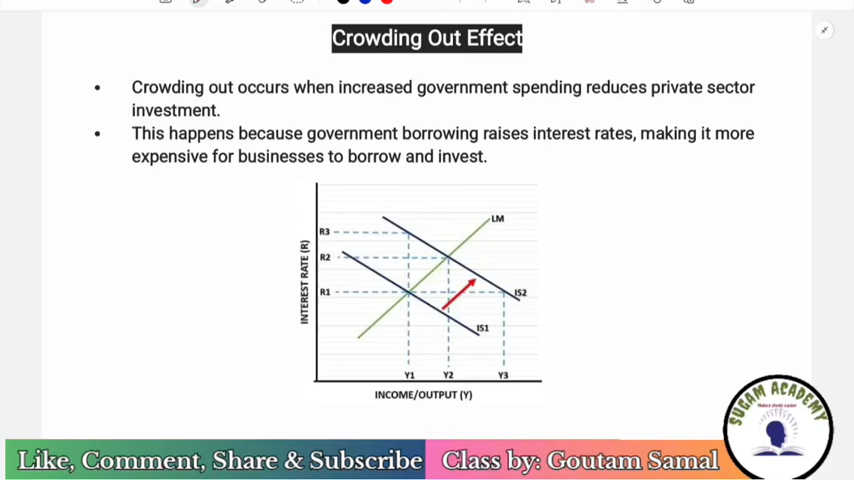 Crowding Out Effect
• Crowding out occurs when increased government spending reduces private sector
investment.
• This happens because government borrowing raises interest rates, making it more
expensive for businesses to borrow and invest.
LM
R3
R2
R1
IS2
IS1
INTEREST RATE (R)
Y1 Y2 Y3
INCOME/OUTPUT (Y)
SUGAM ACADEMY
Like, Comment, Share & Subscribe
Class by: Goutam Samal